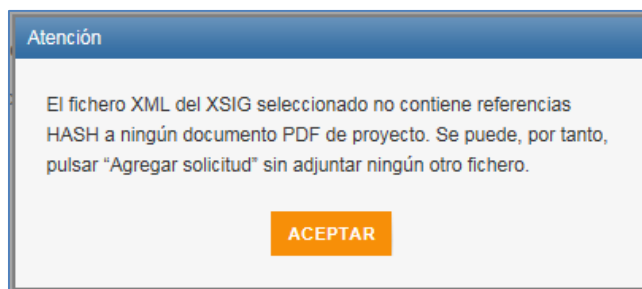 Atención
El fichero XML del XSIG seleccionado no contiene referencias
HASH a ningún documento PDF de proyecto. Se puede, por tanto,
pulsar “Agregar solicitud” sin adjuntar ningún otro fichero.
ACEPTAR